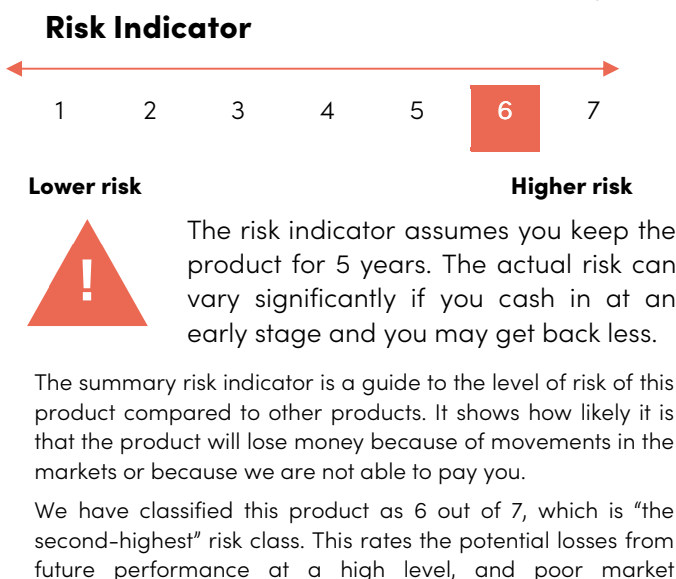 Risk Indicator
1 2 3 4 5 6 7
Lower risk Higher risk
!
The risk indicator assumes you keep the
product for 5 years. The actual risk can
vary significantly if you cash in at an
early stage and you may get back less.
The summary risk indicator is a guide to the level of risk of this
product compared to other products. It shows how likely it is
that the product will lose money because of movements in the
markets or because we are not able to pay you.
We have classified this product as 6 out of 7, which is “the
second-highest” risk class. This rates the potential losses from
future performance at a high level, and poor market